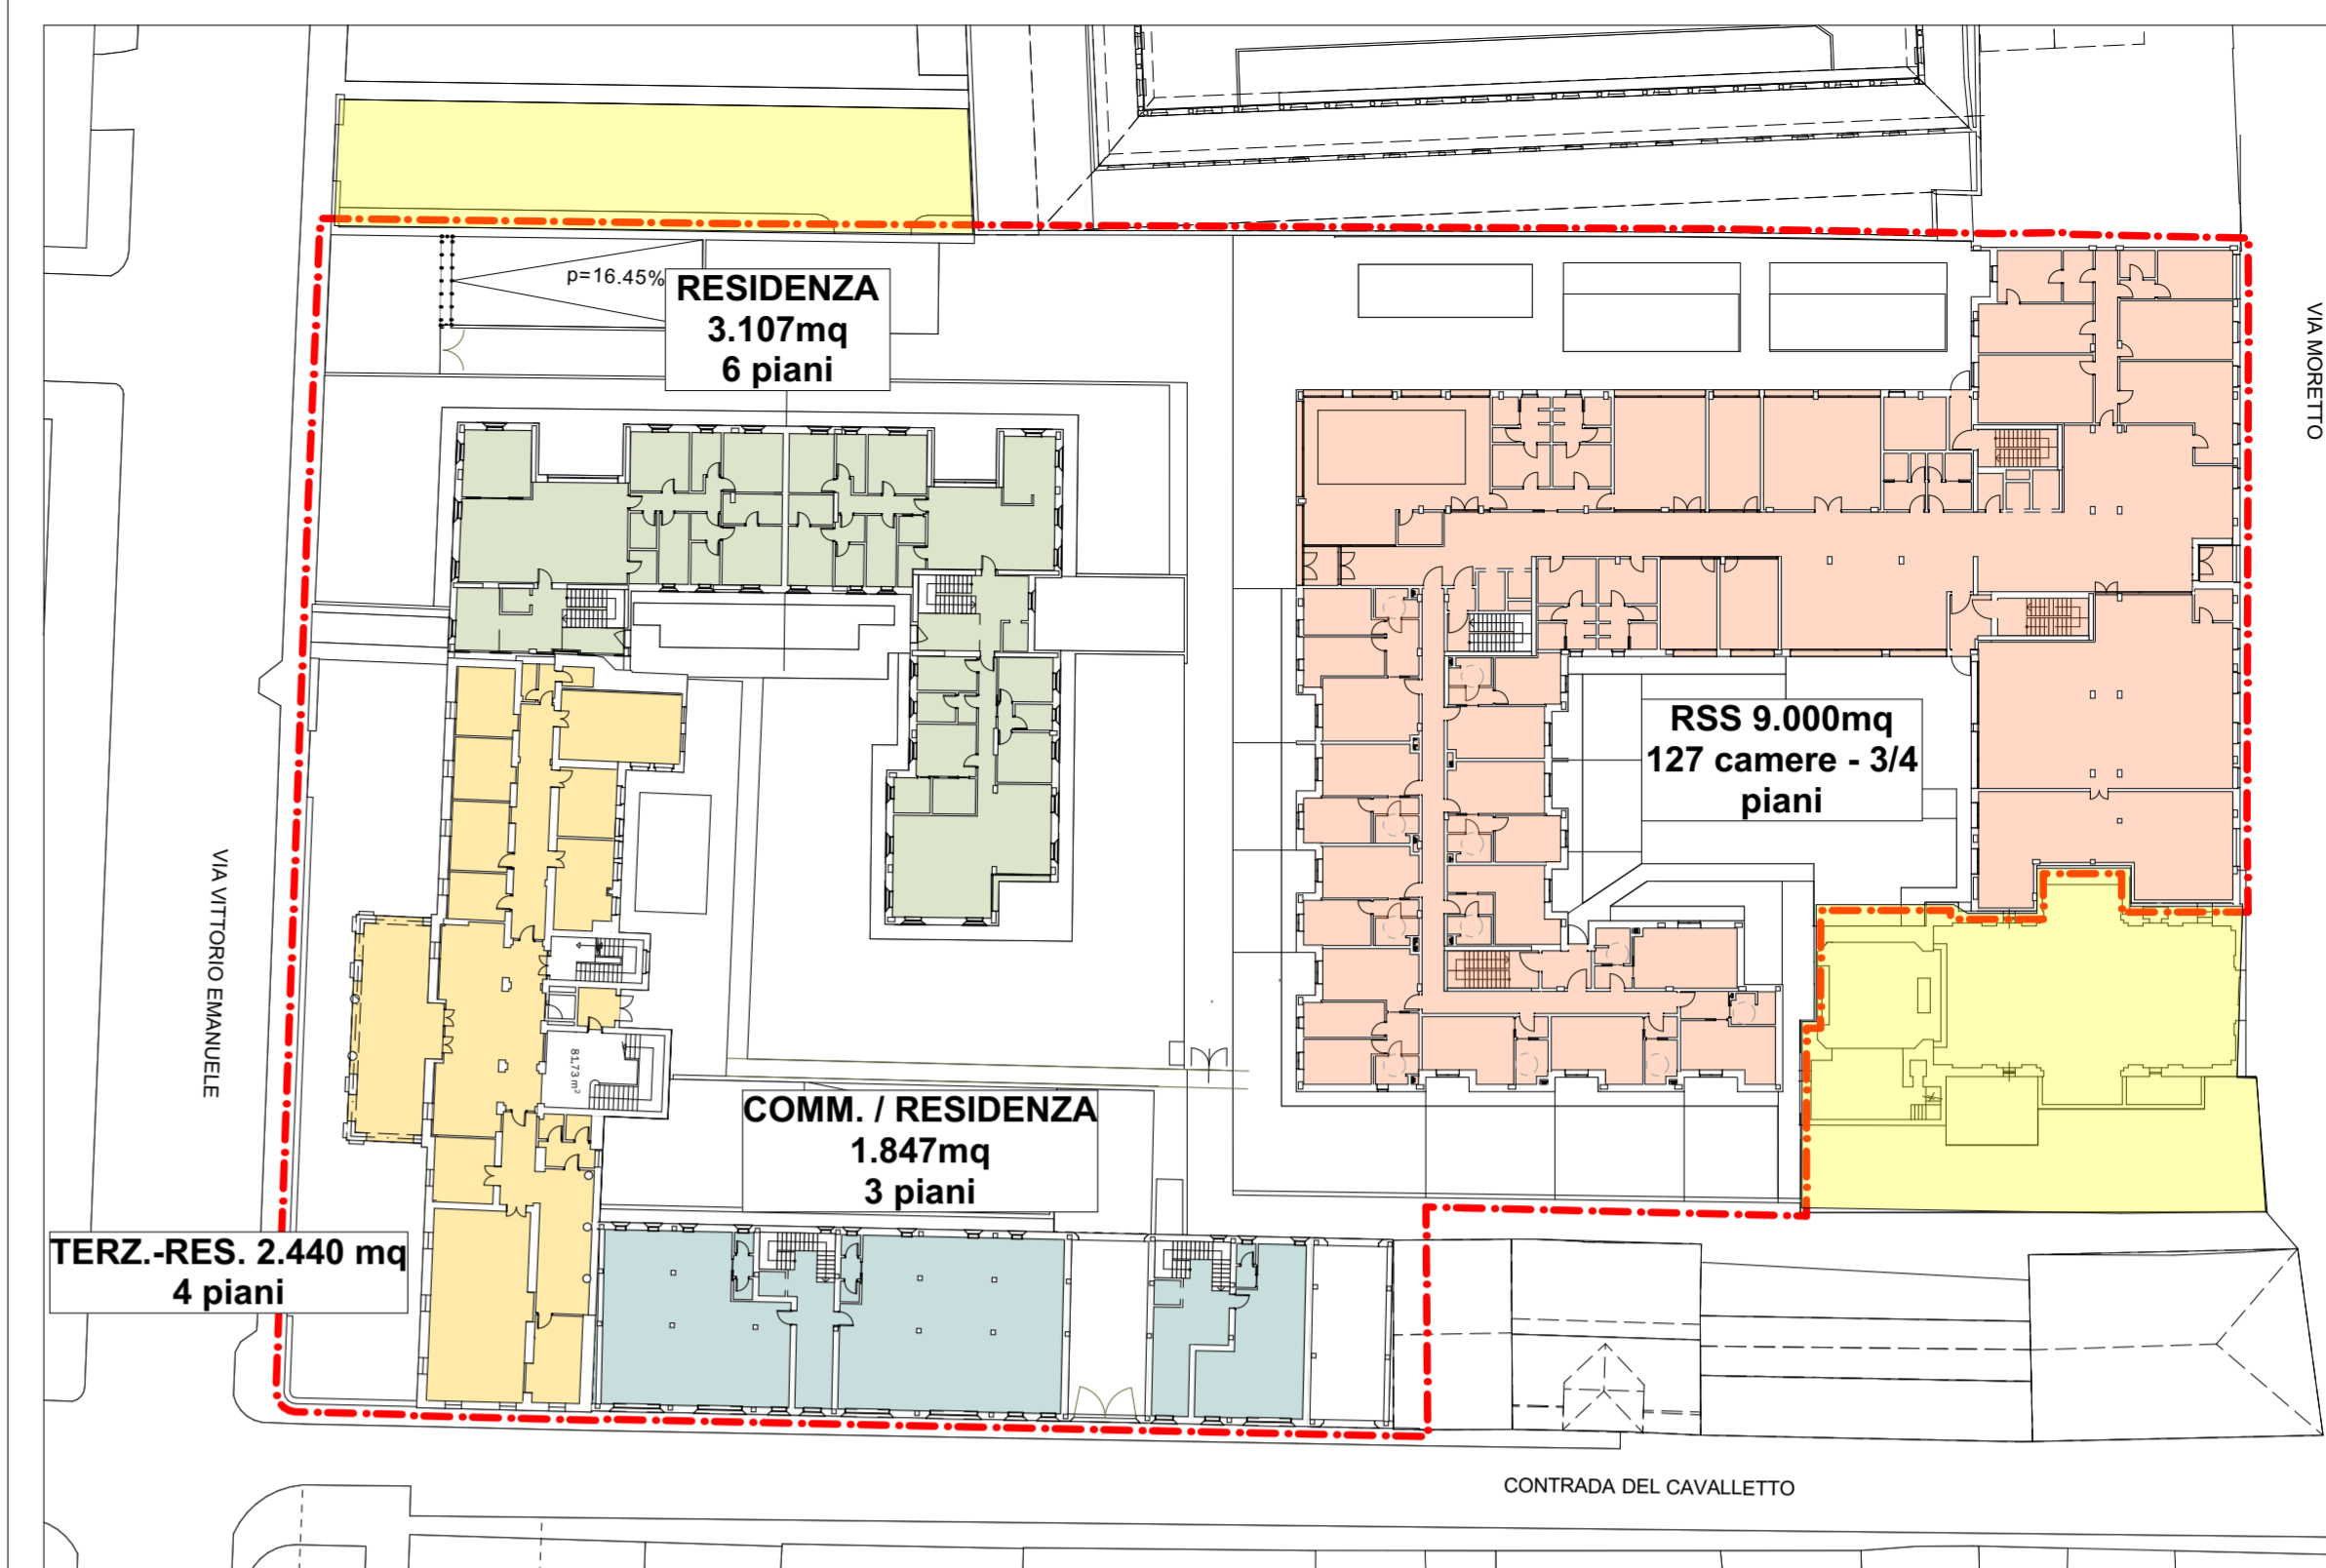 p=16.45%
RESIDENZA
3.107mq
6 piani
VIA MORETTO
RSS 9.000mq
127 camere - 3/4
piani
VIA VITTORIO EMANUELE
81,73 m²
COMM. / RESIDENZA
1.847mq
3 piani
TERZ.-RES. 2.440 mq
4 piani
CONTRADA DEL CAVALLETTO